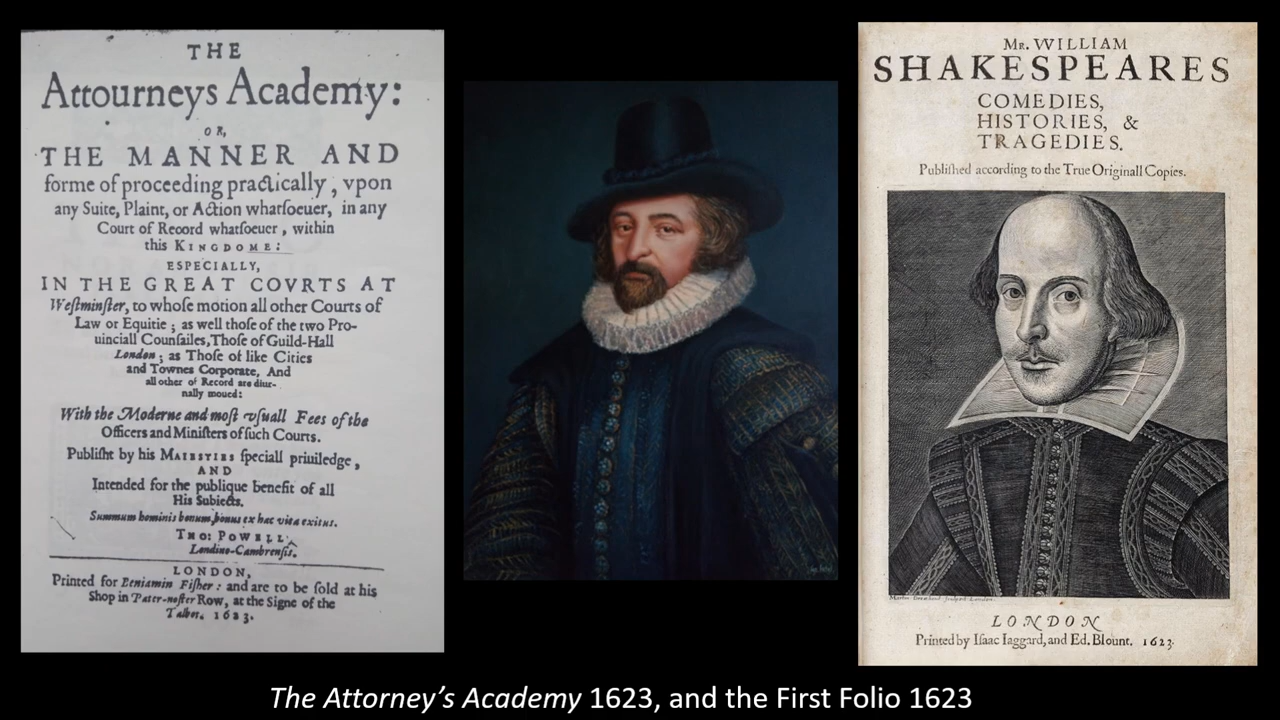 THE
Attourneys Academy:
OR,
THE MANNER AND
forme of proceeding practically, vpon
any Suite, Plaint, or Action whatſoeuer, in any
Court of Record whatſoeuer, within
this KINGDOME:
ESPECIALLY,
IN THE GREAT COVRTS AT
Weſtminſter, to whoſe motion all other Courts of
Law or Equitie; as well thoſe of the two Pro-
uinciall Counſailes, Thoſe of Guild-Hall
London; as Thoſe of like Cities
and Townes Corporate, And
all other of Record are diur-
nally moued:
With the Moderne and moſt vſuall Fees of the
Officers and Miniſters of ſuch Courts.
Publiſht by his MAIESTIES ſpeciall priuiledge,
AND
Intended for the publique benefit of all
His Subiects.
Summum hominis bonum, bonus ex hac vita exitus.
THO: POWELL
Londino-Cambrenſis.
LONDON,
Printed for Beniamin Fiſher: and are to be ſold at his
Shop in Pater-noſter Row, at the Signe of the
Talbot. 1623.
MR. WILLIAM
SHAKESPEARES
COMEDIES,
HISTORIES, &
TRAGEDIES.
Publiſhed according to the True Originall Copies.
Martin Droeshout ſculpſit London.
LONDON
Printed by Iſaac Iaggard, and Ed. Blount. 1623.
The Attorney’s Academy 1623, and the First Folio 1623